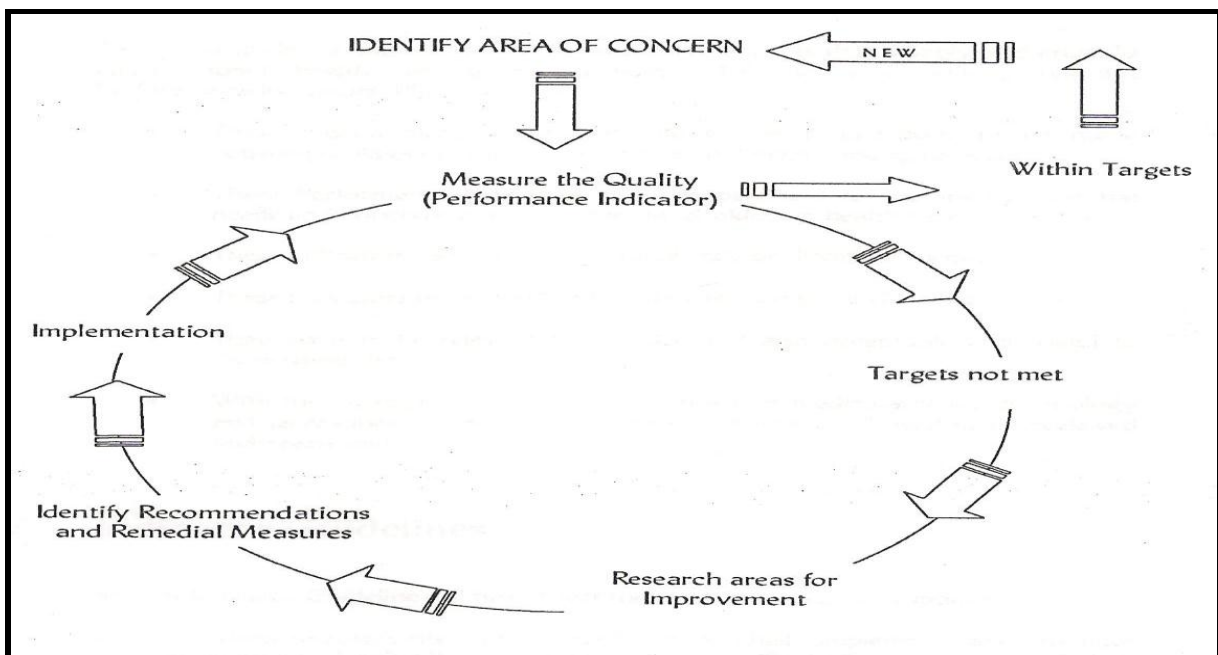 IDENTIFY AREA OF CONCERN
NEW
Measure the Quality
(Performance Indicator)
Within Targets
Targets not met
Research areas for
Improvement
Identify Recommendations
and Remedial Measures
Implementation